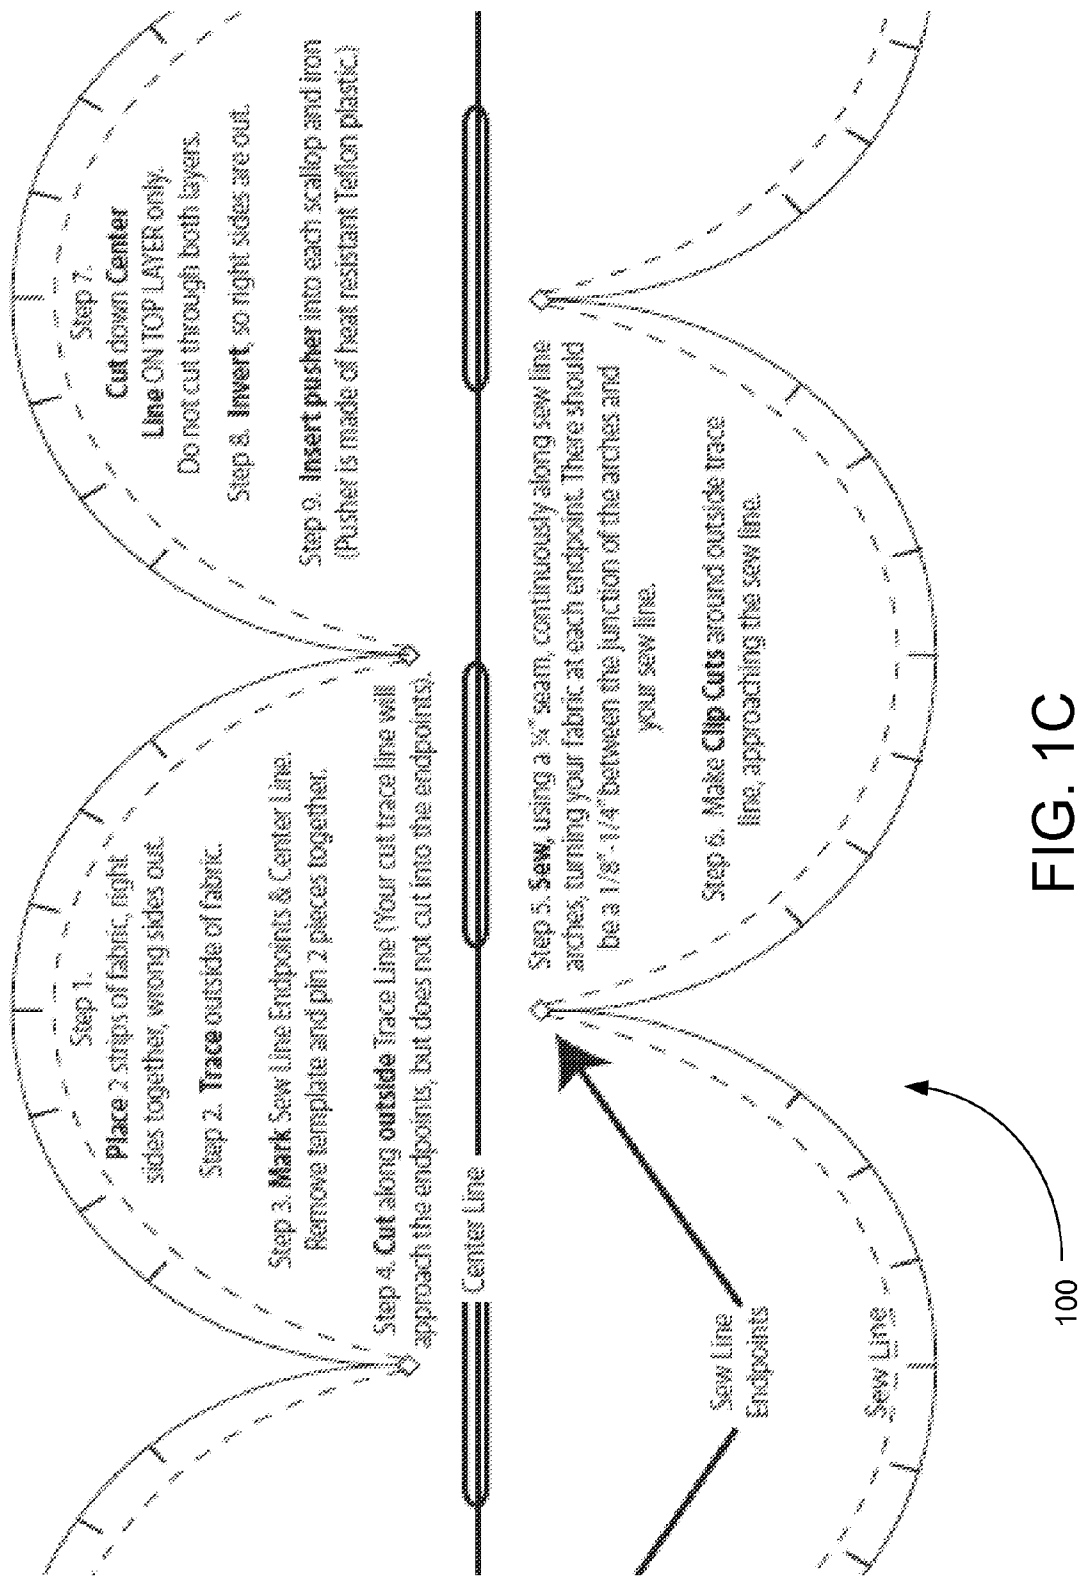 Step 1.
Place 2 strips of fabric, right
sides together, wrong sides out.
Step 2. Trace outside of fabric.
Step 3. Mark Sew Line Endpoints & Center Line.
Remove template and pin 2 pieces together.
Step 4. Cut along outside Trace Line (Your cut trace line will
approach the endpoints, but does not cut into the endpoints).
Step 7.
Cut down Center
Line ON TOP LAYER only.
Do not cut through both layers.
Step 8. Invert, so right sides are out.
Step 9. Insert pusher into each scallop and iron
(Pusher is made of heat resistant Teflon plastic.)
Center Line
Step 5. Sew, using a ¼" seam, continuously along sew line
arches, turning your fabric at each endpoint. There should
be a 1/8"-1/4" between the junction of the arches and
your sew line.
Step 6. Make Clip Cuts around outside trace
line, approaching the sew line.
Sew Line
Endpoints
Sew Line
100
FIG. 1C